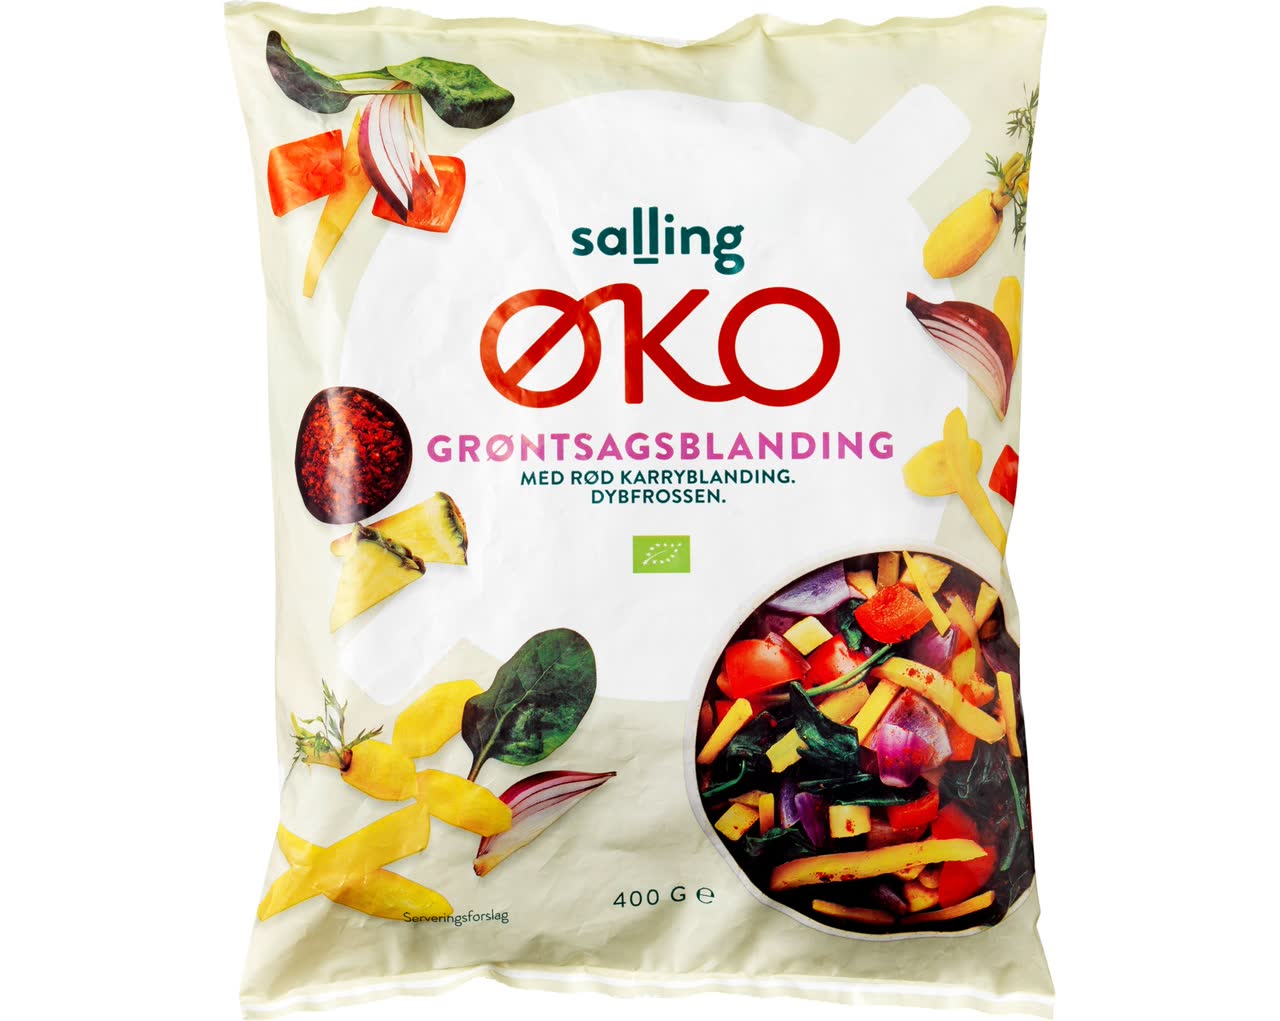 salling
ØKO
GRØNTSAGSBLANDING
MED RØD KARRYBLANDING.
DYBFROSSEN.
400 G ℮
Serveringsforslag